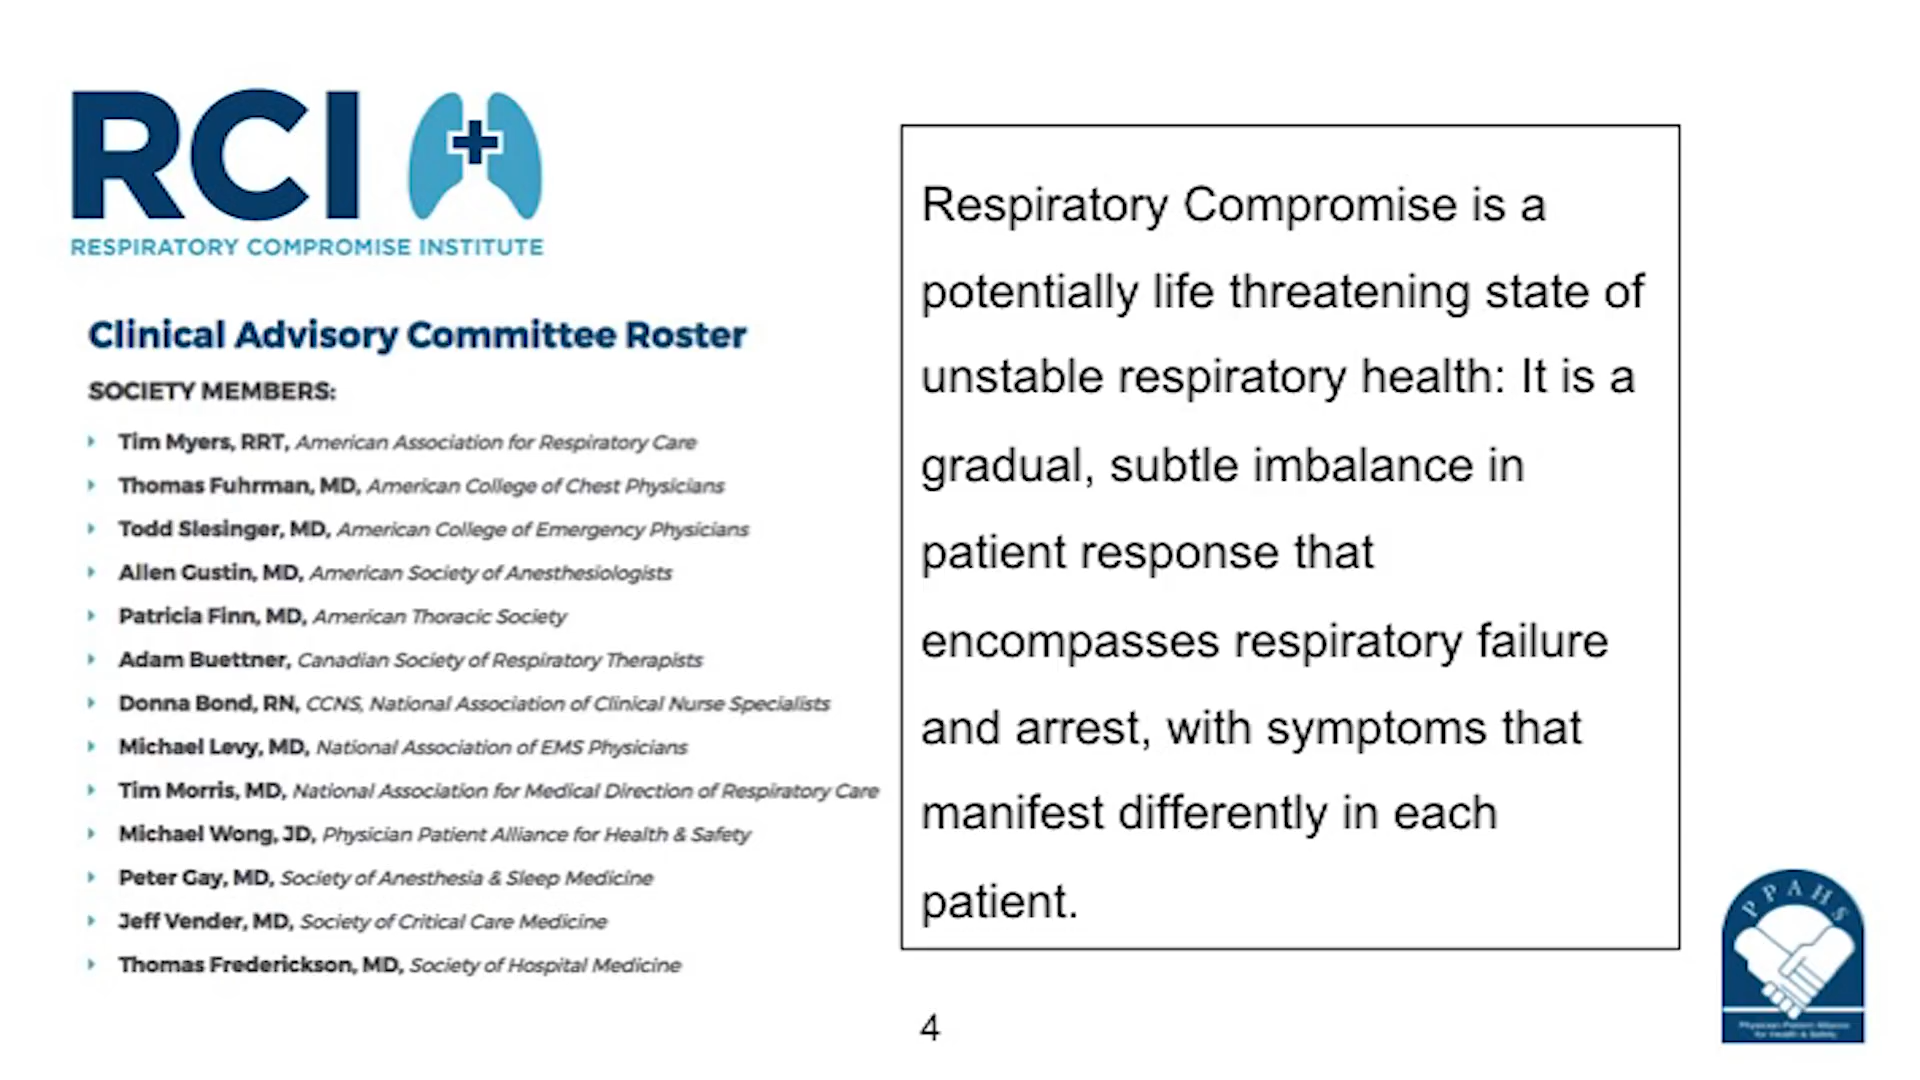 RCI
RESPIRATORY COMPROMISE INSTITUTE
Clinical Advisory Committee Roster
SOCIETY MEMBERS:
Tim Myers, RRT, American Association for Respiratory Care
Thomas Fuhrman, MD, American College of Chest Physicians
Todd Slesinger, MD, American College of Emergency Physicians
Allen Gustin, MD, American Society of Anesthesiologists
Patricia Finn, MD, American Thoracic Society
Adam Buettner, Canadian Society of Respiratory Therapists
Donna Bond, RN, CCNS, National Association of Clinical Nurse Specialists
Michael Levy, MD, National Association of EMS Physicians
Tim Morris, MD, National Association for Medical Direction of Respiratory Care
Michael Wong, JD, Physician Patient Alliance for Health & Safety
Peter Gay, MD, Society of Anesthesia & Sleep Medicine
Jeff Vender, MD, Society of Critical Care Medicine
Thomas Frederickson, MD, Society of Hospital Medicine
Respiratory Compromise is a
potentially life threatening state of
unstable respiratory health: It is a
gradual, subtle imbalance in
patient response that
encompasses respiratory failure
and arrest, with symptoms that
manifest differently in each
patient.
4
PPAHS
Physician-Patient Alliance
for Health & Safety